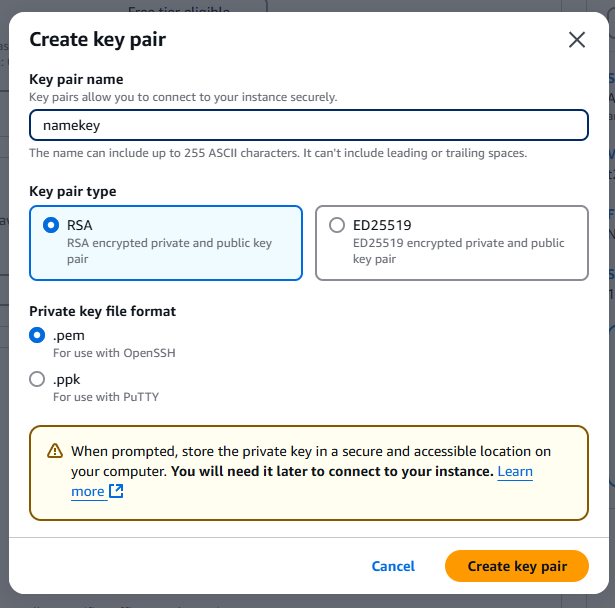 Free tier eligible
Create key pair
Key pair name
Key pairs allow you to connect to your instance securely.
namekey
The name can include up to 255 ASCII characters. It can't include leading or trailing spaces.
Key pair type
RSA
RSA encrypted private and public key
pair
ED25519
ED25519 encrypted private and public
key pair
Private key file format
.pem
For use with OpenSSH
.ppk
For use with PuTTY
When prompted, store the private key in a secure and accessible location on
your computer. You will need it later to connect to your instance. Learn
more
Cancel
Create key pair